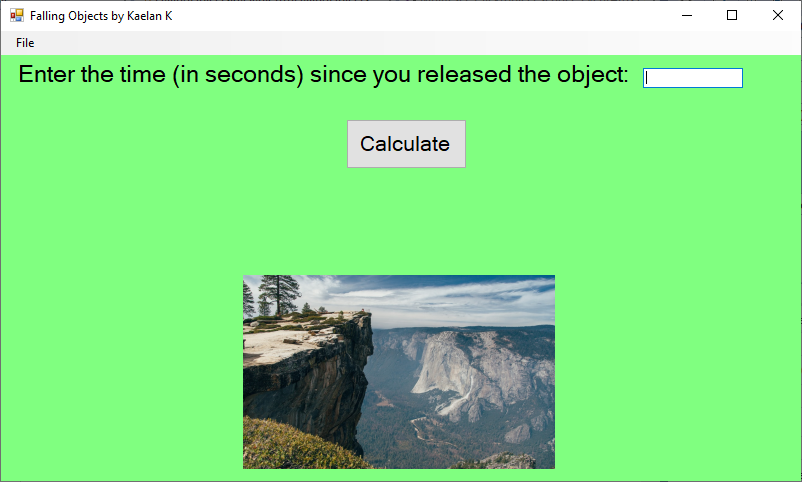 Falling Objects by Kaelan K
File
Enter the time (in seconds) since you released the object:
Calculate